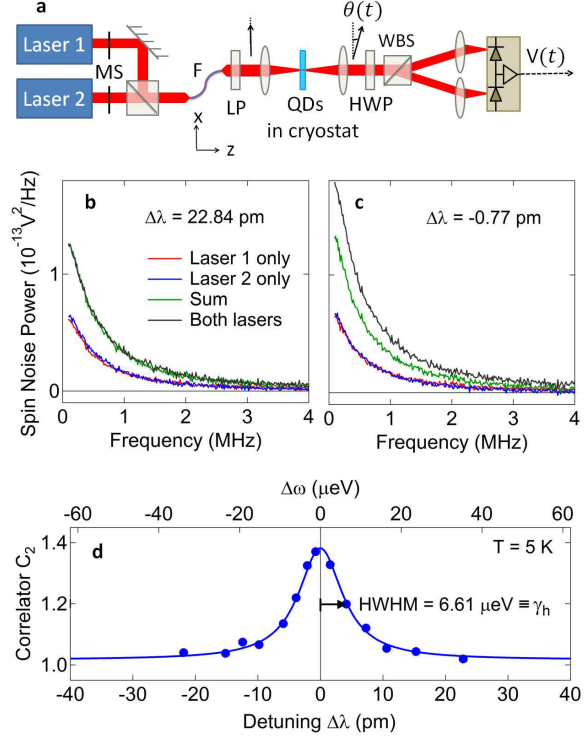 a
θ(t)
Laser 1
MS
Laser 2
F
LP
QDs
in cryostat
HWP
WBS
V(t)
x
z
Spin Noise Power (10⁻¹³V²/Hz)
b
Δλ = 22.84 pm
Laser 1 only
Laser 2 only
Sum
Both lasers
1
0
0 1 2 3 4
Frequency (MHz)
c
Δλ = -0.77 pm
0 1 2 3 4
Frequency (MHz)
Δω (μeV)
-60 -40 -20 0 20 40 60
d
T = 5 K
HWHM = 6.61 μeV ≡ γh
Correlator C₂
1.4
1.2
1.0
-40 -30 -20 -10 0 10 20 30 40
Detuning Δλ (pm)